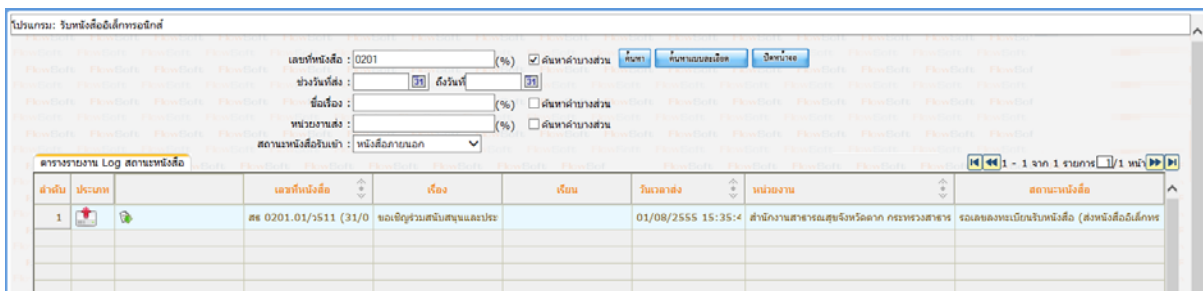 โปรแกรม: รับหนังสืออิเล็กทรอนิกส์
เลขที่หนังสือ : 0201 (%) ค้นหาคำบางส่วน ค้นหา ค้นหาแบบละเอียด ปิดหน้าจอ
ช่วงวันที่ส่ง : 31 ถึงวันที่ 31
ชื่อเรื่อง : (%) ค้นหาคำบางส่วน
หน่วยงานส่ง : (%) ค้นหาคำบางส่วน
สถานะหนังสือรับเข้า : หนังสือภายนอก
ตารางรายงาน Log สถานะหนังสือ 1 - 1 จาก 1 รายการ 1/1 หน้า
ลำดับ ประเภท เลขที่หนังสือ เรื่อง เรียน วันเวลาส่ง หน่วยงาน สถานะหนังสือ
1 สธ 0201.01/ว511 (31/0 ขอเชิญร่วมสนับสนุนและประ 01/08/2555 15:35:4 สำนักงานสาธารณสุขจังหวัดตาก กระทรวงสาธาร รอเลขลงทะเบียนรับหนังสือ (ส่งหนังสืออิเล็กทร